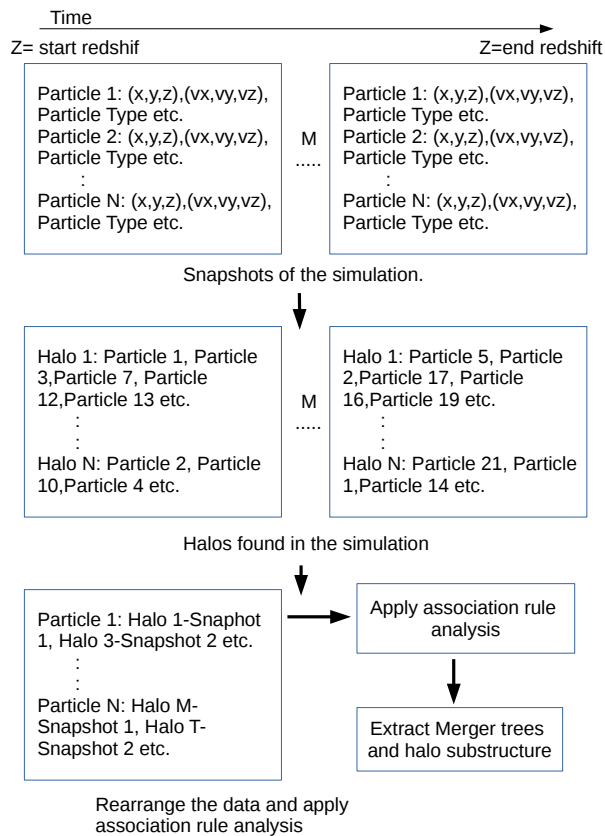 Time
Z= start redshif
Z=end redshift
Particle 1: (x,y,z),(vx,vy,vz),
Particle Type etc.
Particle 2: (x,y,z),(vx,vy,vz),
Particle Type etc.
:
Particle N: (x,y,z),(vx,vy,vz),
Particle Type etc.
M
.....
Particle 1: (x,y,z),(vx,vy,vz),
Particle Type etc.
Particle 2: (x,y,z),(vx,vy,vz),
Particle Type etc.
:
Particle N: (x,y,z),(vx,vy,vz),
Particle Type etc.
Snapshots of the simulation.
Halo 1: Particle 1, Particle
3,Particle 7, Particle
12,Particle 13 etc.
:
:
Halo N: Particle 2, Particle
10,Particle 4 etc.
M
.....
Halo 1: Particle 5, Particle
2,Particle 17, Particle
16,Particle 19 etc.
:
:
Halo N: Particle 21, Particle
1,Particle 14 etc.
Halos found in the simulation
Particle 1: Halo 1-Snaphot
1, Halo 3-Snapshot 2 etc.
:
:
Particle N: Halo M-
Snapshot 1, Halo T-
Snapshot 2 etc.
Apply association rule
analysis
Extract Merger trees
and halo substructure
Rearrange the data and apply
association rule analysis